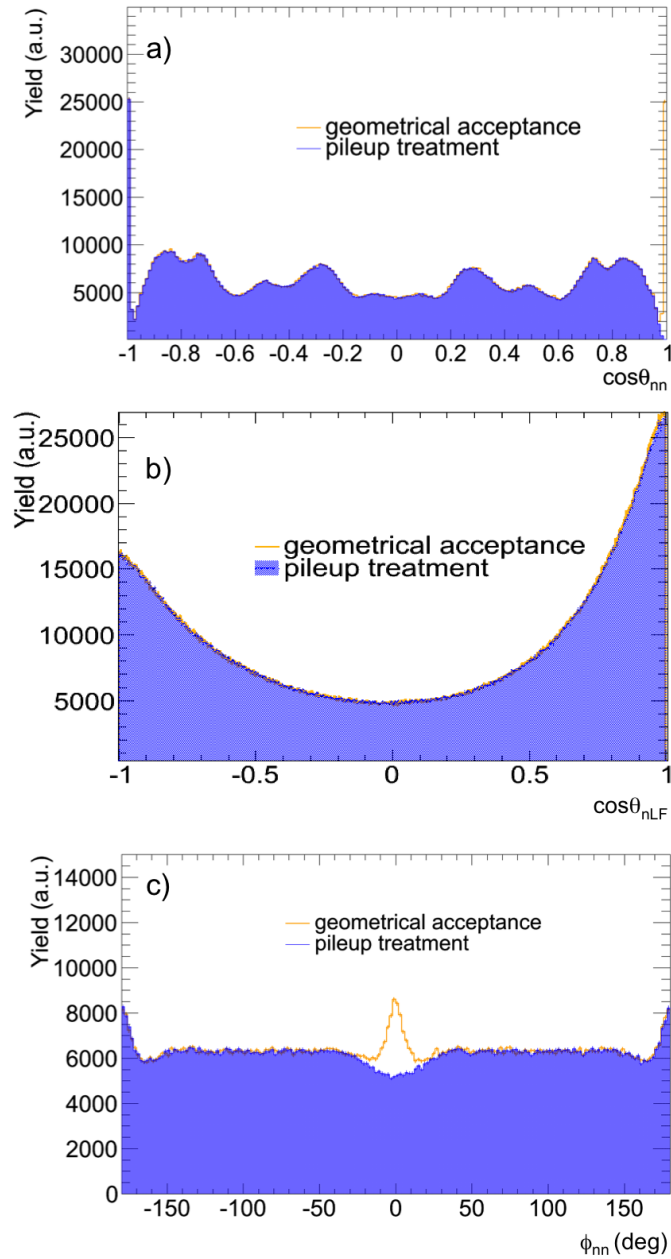 a)
Yield (a.u.)
35000
30000
25000
20000
15000
10000
5000
geometrical acceptance
pileup treatment
-1 -0.8 -0.6 -0.4 -0.2 0 0.2 0.4 0.6 0.8 1
cosθnn
b)
Yield (a.u.)
25000
20000
15000
10000
5000
geometrical acceptance
pileup treatment
-1 -0.5 0 0.5 1
cosθnLF
c)
Yield (a.u.)
14000
12000
10000
8000
6000
4000
2000
0
geometrical acceptance
pileup treatment
-150 -100 -50 0 50 100 150
ϕnn (deg)